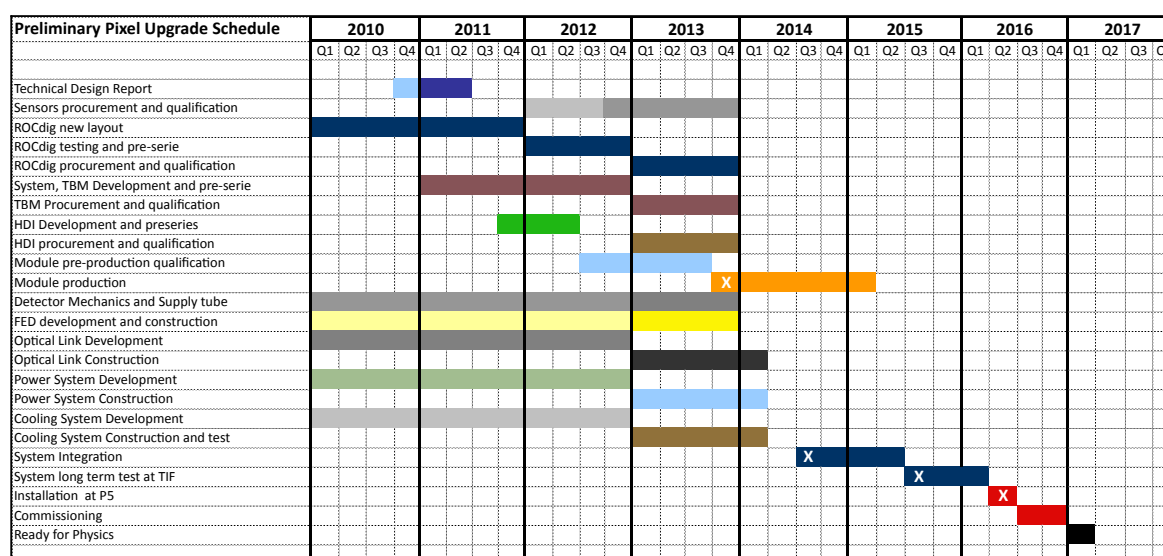 Preliminary Pixel Upgrade Schedule 2010 2011 2012 2013 2014 2015 2016 2017
Q1 Q2 Q3 Q4 Q1 Q2 Q3 Q4 Q1 Q2 Q3 Q4 Q1 Q2 Q3 Q4 Q1 Q2 Q3 Q4 Q1 Q2 Q3 Q4 Q1 Q2 Q3 Q4 Q1 Q2 Q3
Technical Design Report
Sensors procurement and qualification
ROCdig new layout
ROCdig testing and pre-serie
ROCdig procurement and qualification
System, TBM Development and pre-serie
TBM Procurement and qualification
HDI Development and preseries
HDI procurement and qualification
Module pre-production qualification
Module production X
Detector Mechanics and Supply tube
FED development and construction
Optical Link Development
Optical Link Construction
Power System Development
Power System Construction
Cooling System Development
Cooling System Construction and test
System Integration X
System long term test at TIF X
Installation at P5 X
Commissioning
Ready for Physics